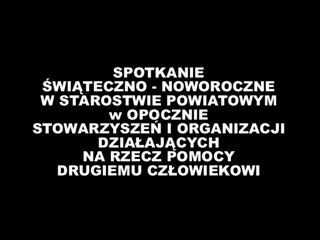 SPOTKANIE
ŚWIĄTECZNO - NOWOROCZNE
W STAROSTWIE POWIATOWYM
w OPOCZNIE
STOWARZYSZEŃ I ORGANIZACJI
DZIAŁAJĄCYCH
NA RZECZ POMOCY
DRUGIEMU CZŁOWIEKOWI